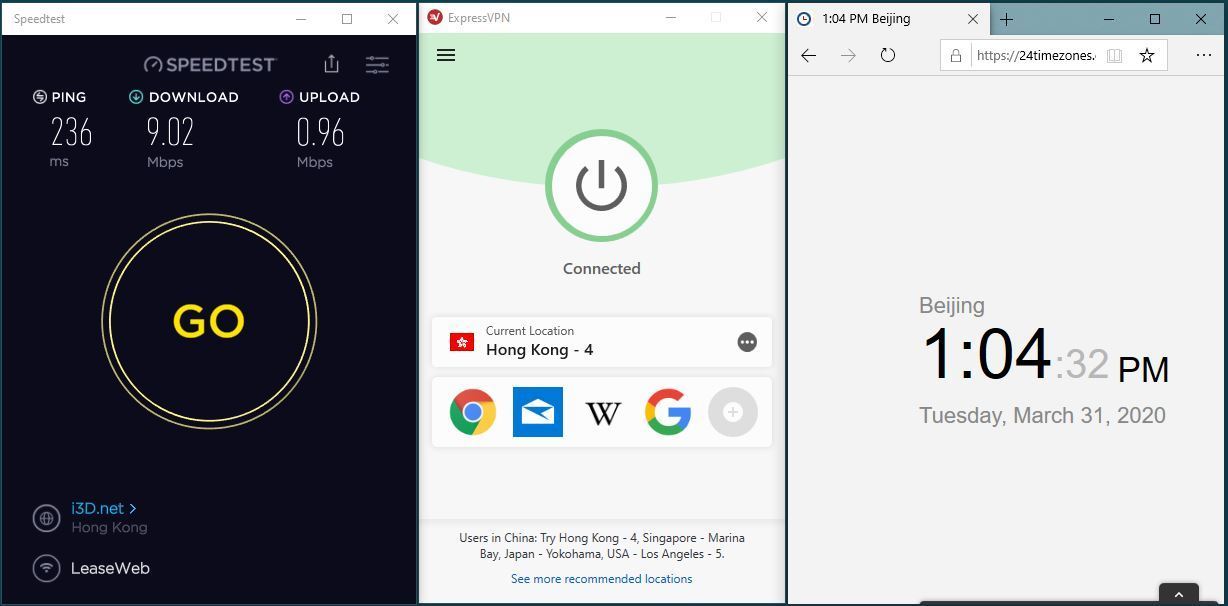 Speedtest
SPEEDTEST
PING DOWNLOAD UPLOAD
236 9.02 0.96
ms Mbps Mbps
GO
i3D.net >
Hong Kong
LeaseWeb
ExpressVPN
Connected
Current Location
Hong Kong - 4
W
G
Users in China: Try Hong Kong - 4, Singapore - Marina
Bay, Japan - Yokohama, USA - Los Angeles - 5.
See more recommended locations
1:04 PM Beijing
https://24timezones.
Beijing
1:04:32 PM
Tuesday, March 31, 2020